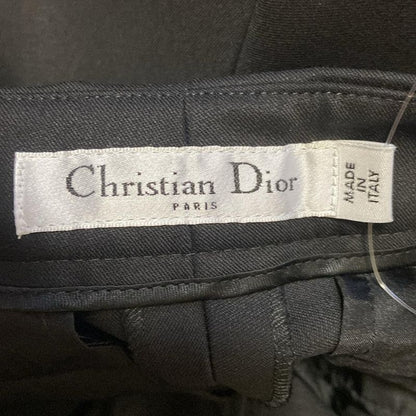 Christian Dior
PARIS
MADE
IN
ITALY